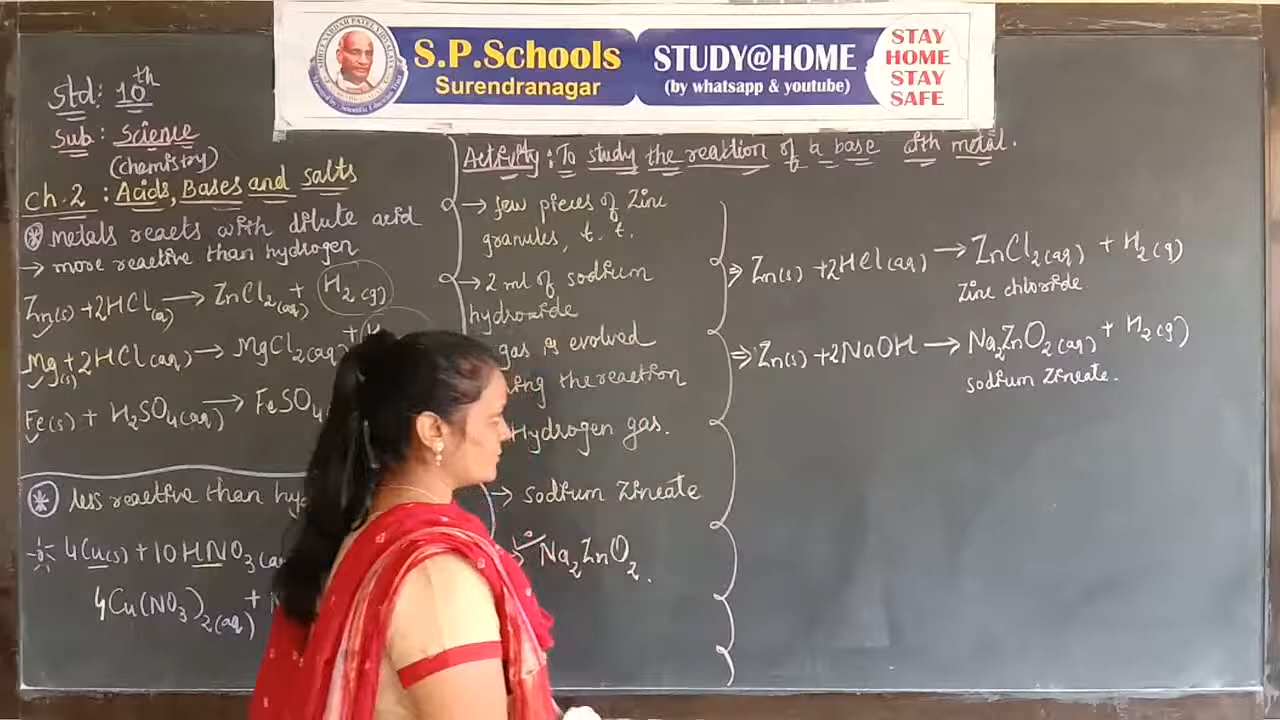 S.P.Schools
Surendranagar
STUDY@HOME
(by whatsapp & youtube)
STAY
HOME
STAY
SAFE
Std: 10th
Sub: Science
(chemistry)
Ch.2 : Acids, Bases and salts
metals reacts with dilute acid
→ more reactive than hydrogen
Zn(s) + 2HCl(a) → ZnCl2(aq) + H2(g)
Mg(s) + 2HCl(aq) → MgCl2(aq) +
Fe(s) + H2SO4(aq) → FeSO4
less reactive than
4Cu(s) + 10HNO3
4Cu(NO3)2(aq) +
Activity: To study the reaction of a base with metal.
→ few pieces of Zinc
granules, t. t.
→ 2 ml of sodium
hydroxide
gas is evolved
the reaction
Hydrogen gas.
→ sodium Zincate
Na2ZnO2.
⇒ Zn(s) + 2HCl(aq) → ZnCl2(aq) + H2(g)
Zinc chloride
⇒ Zn(s) + 2NaOH → Na2ZnO2(aq) + H2(g)
sodium Zincate.